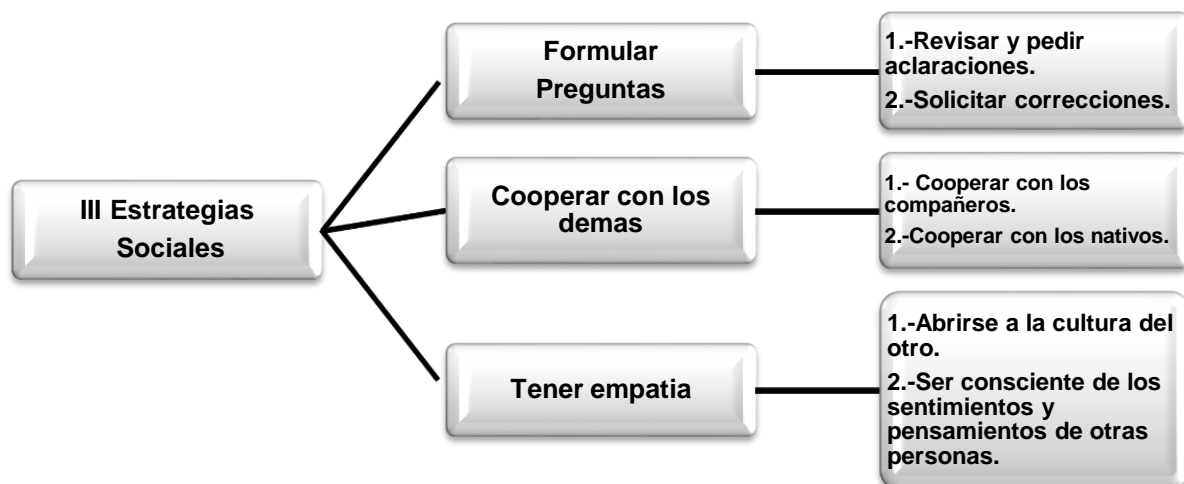 III Estrategias
Sociales
Formular
Preguntas
1.-Revisar y pedir
aclaraciones.
2.-Solicitar correcciones.
Cooperar con los
demas
1.- Cooperar con los
compañeros.
2.-Cooperar con los nativos.
Tener empatia
1.-Abrirse a la cultura del
otro.
2.-Ser consciente de los
sentimientos y
pensamientos de otras
personas.